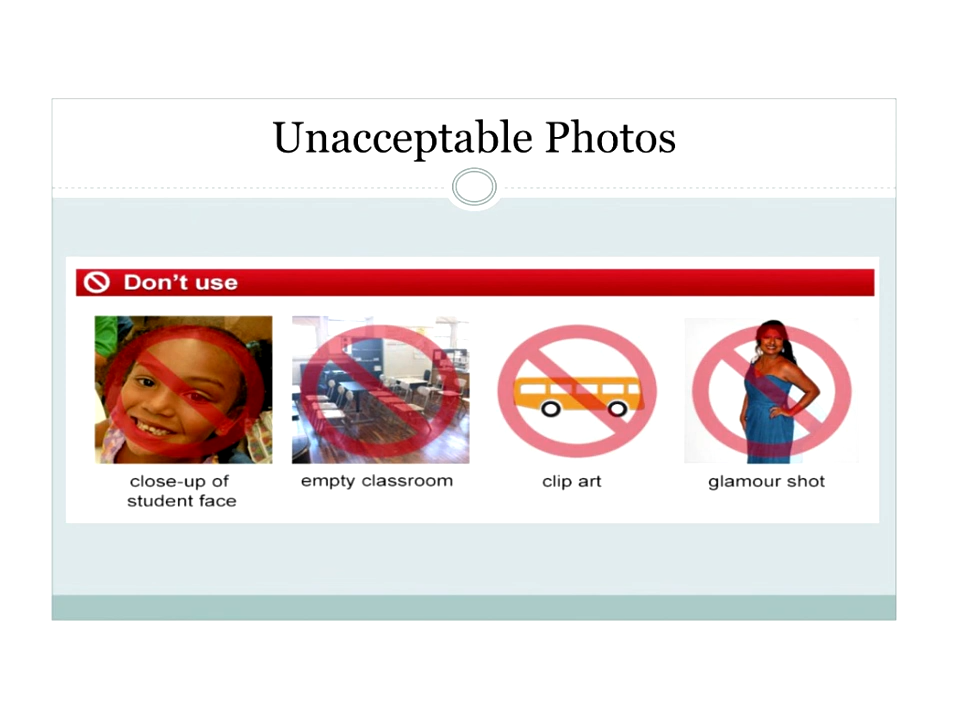 Unacceptable Photos
Don't use
close-up of
student face
empty classroom
clip art
glamour shot